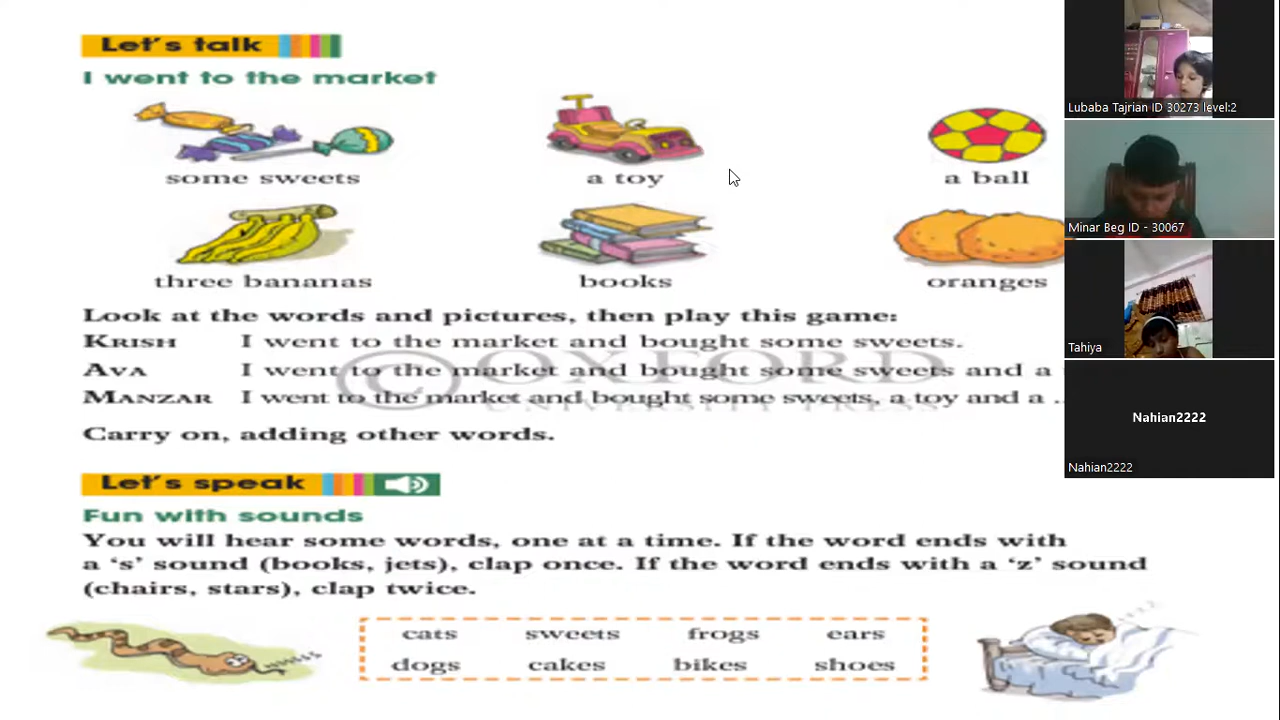 Let's talk
I went to the market
some sweets
a toy
a ball
three bananas
books
oranges
Look at the words and pictures, then play this game:
KRISH I went to the market and bought some sweets.
AVA I went to the market and bought some sweets and a
MANZAR I went to the market and bought some sweets, a toy and a ...
Carry on, adding other words.
© OXFORD
UNIVERSITY PRESS
Let's speak
Fun with sounds
You will hear some words, one at a time. If the word ends with
a 's' sound (books, jets), clap once. If the word ends with a 'z' sound
(chairs, stars), clap twice.
cats sweets frogs ears
dogs cakes bikes shoes
Lubaba Tajrian ID 30273 level:2
Minar Beg ID - 30067
Tahiya
Nahian2222
Nahian2222